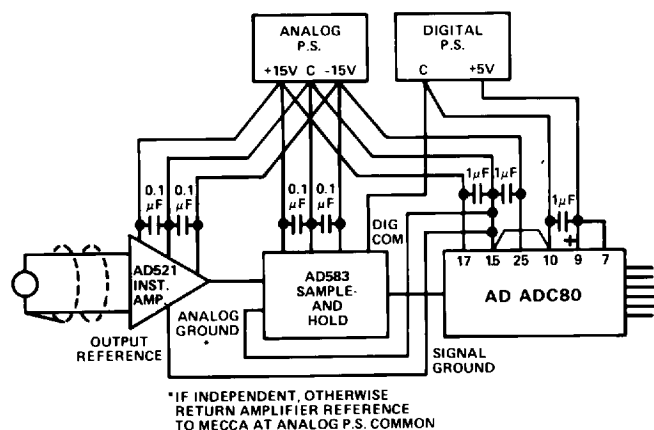 ANALOG
P.S.
+15V C -15V
DIGITAL
P.S.
C +5V
0.1
μF
0.1
μF
0.1
μF
0.1
μF
1μF
1μF
1μF
+
DIG
COM
17 15 25 10 9 7
AD521
INST.
AMP.
AD583
SAMPLE-
AND
HOLD
AD ADC80
OUTPUT
REFERENCE
ANALOG
GROUND
*
SIGNAL
GROUND
*IF INDEPENDENT, OTHERWISE
RETURN AMPLIFIER REFERENCE
TO MECCA AT ANALOG P.S. COMMON